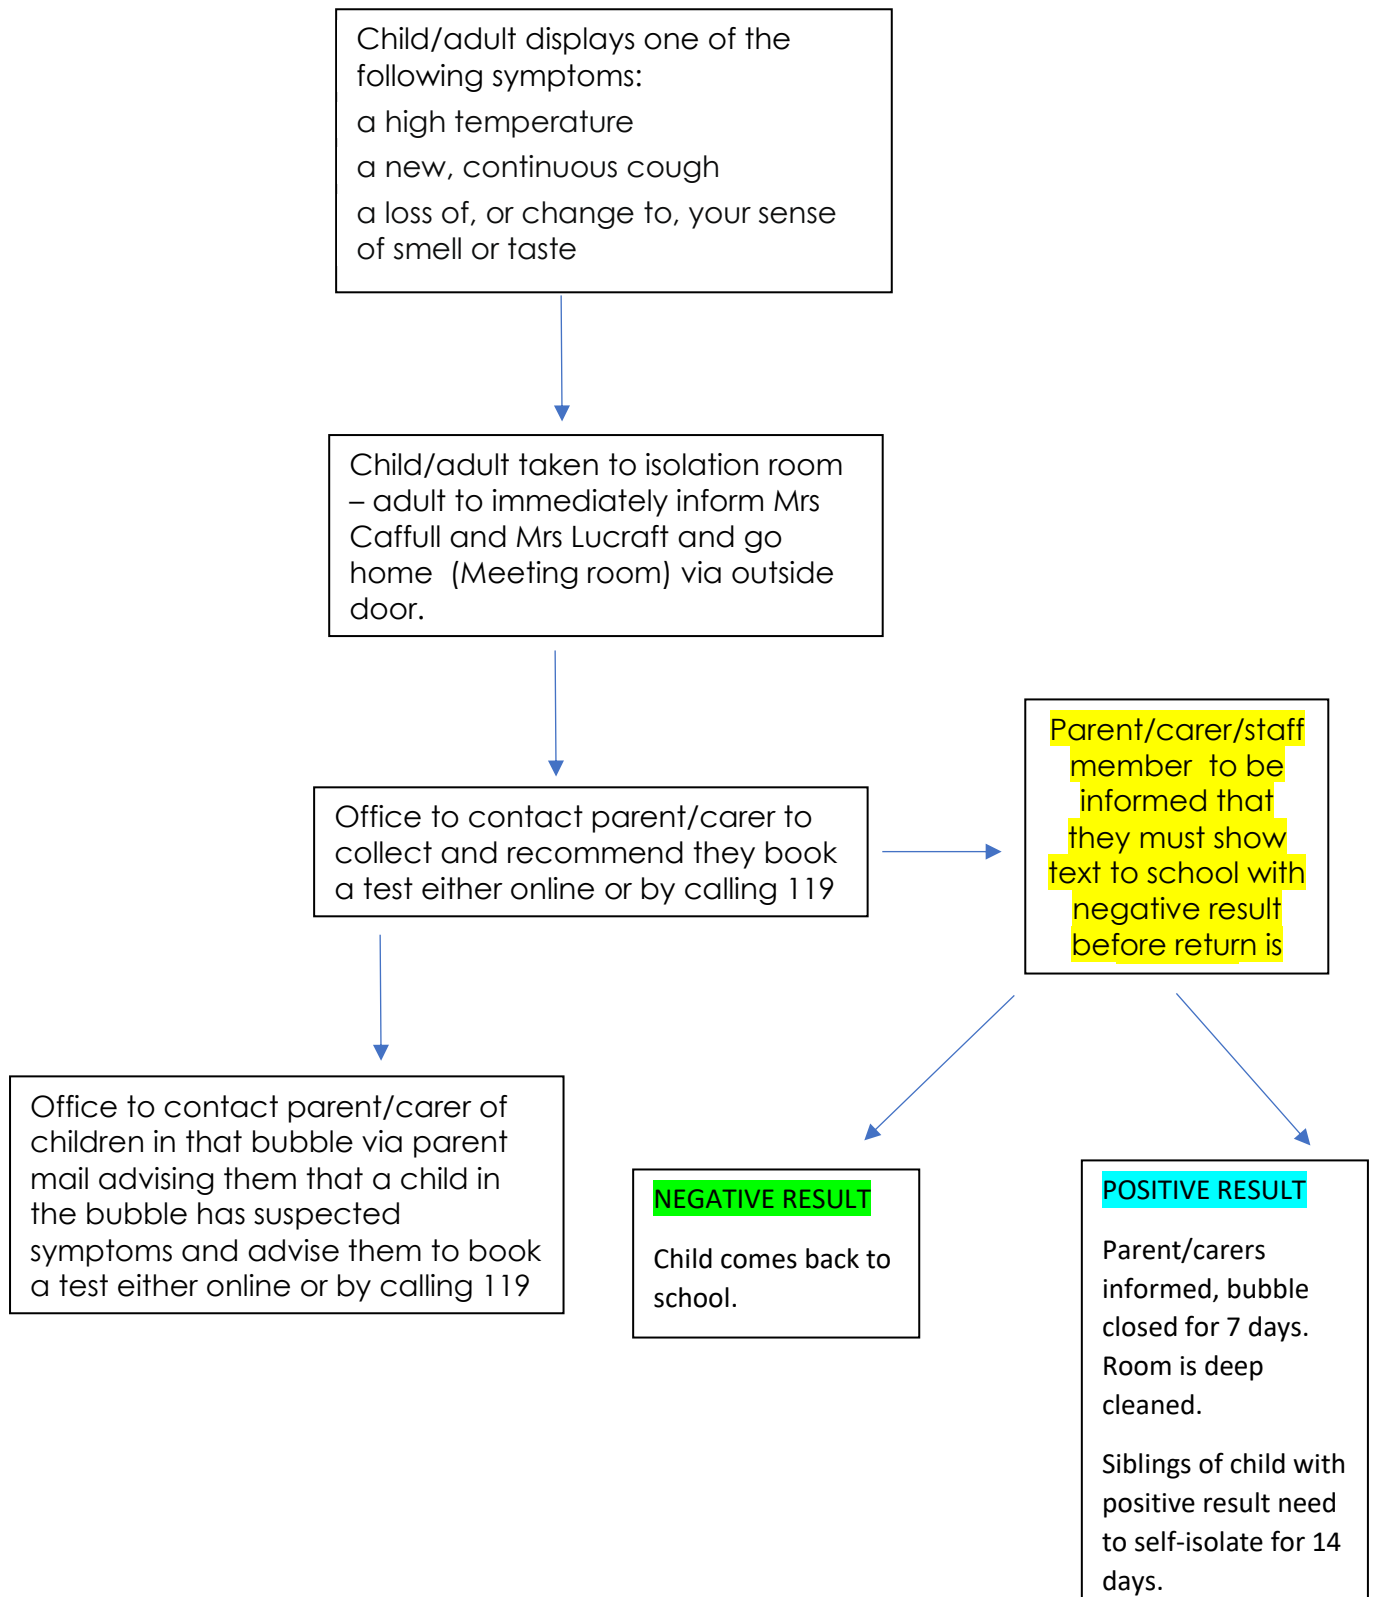 Child/adult displays one of the
following symptoms:
a high temperature
a new, continuous cough
a loss of, or change to, your sense
of smell or taste
Child/adult taken to isolation room
– adult to immediately inform Mrs
Caffull and Mrs Lucraft and go
home  (Meeting room) via outside
door.
Office to contact parent/carer to
collect and recommend they book
a test either online or by calling 119
Parent/carer/staff
member  to be
informed that
they must show
text to school with
negative result
before return is
Office to contact parent/carer of
children in that bubble via parent
mail advising them that a child in
the bubble has suspected
symptoms and advise them to book
a test either online or by calling 119
NEGATIVE RESULT
Child comes back to
school.
POSITIVE RESULT
Parent/carers
informed, bubble
closed for 7 days.
Room is deep
cleaned.
Siblings of child with
positive result need
to self-isolate for 14
days.